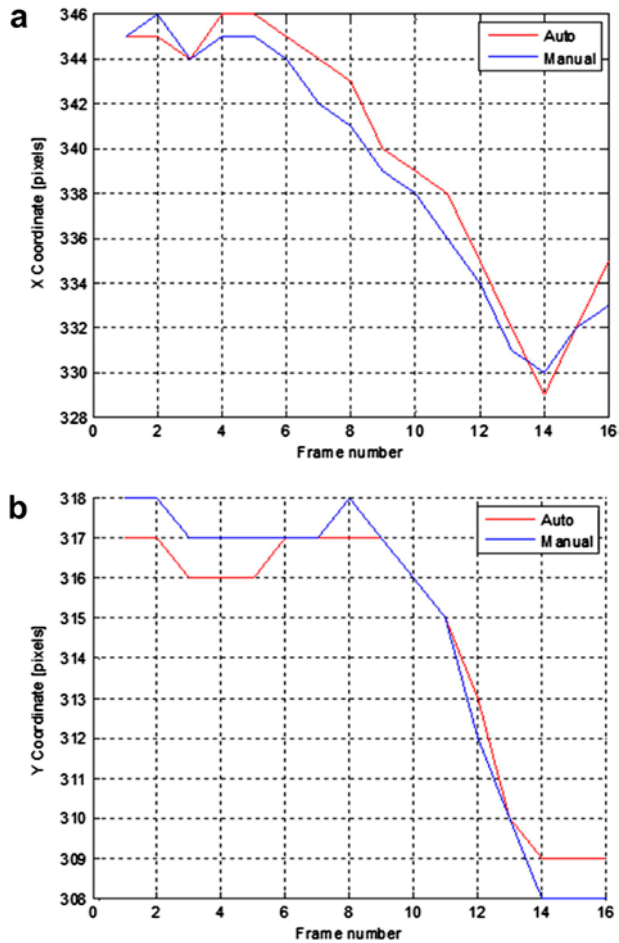 a
346
344
342
340
338
336
334
332
330
328
X Coordinate [pixels]
Auto
Manual
0 2 4 6 8 10 12 14 16
Frame number
b
318
317
316
315
314
313
312
311
310
309
308
Y Coordinate [pixels]
Auto
Manual
0 2 4 6 8 10 12 14 16
Frame number